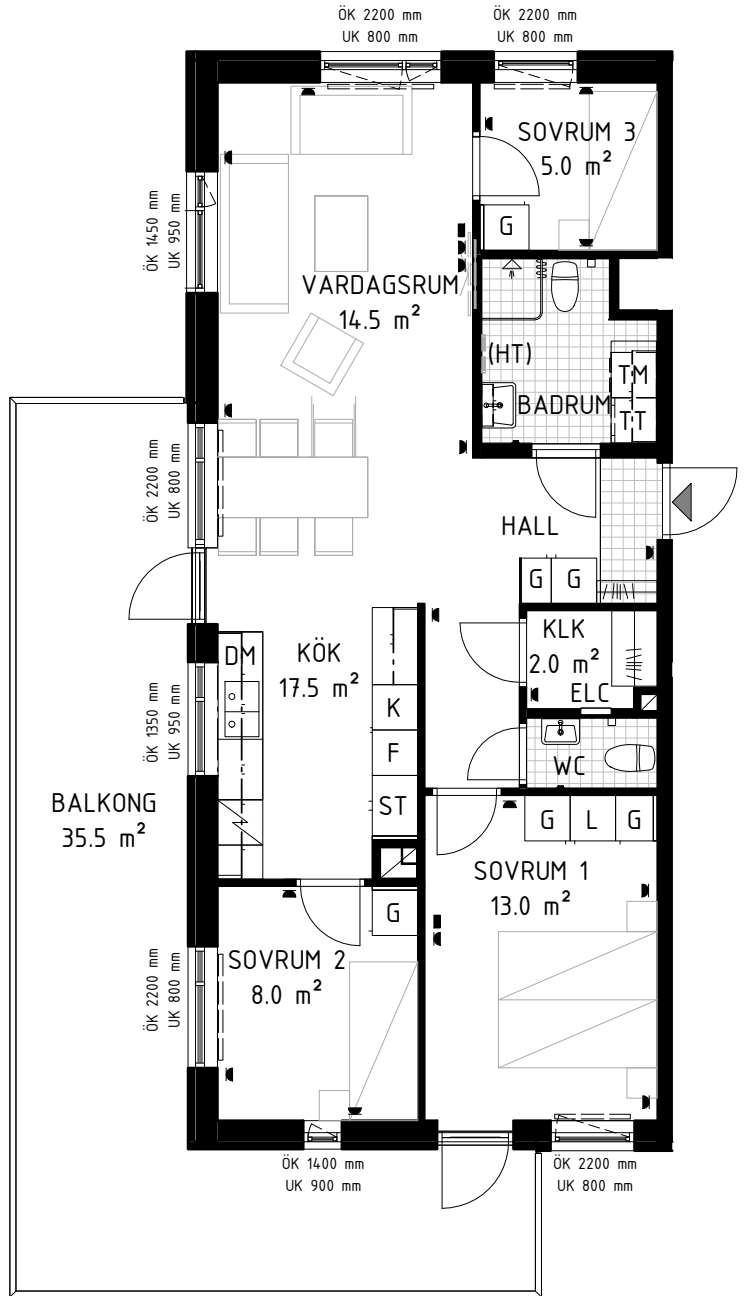 ÖK 2200 mm
UK 800 mm
ÖK 2200 mm
UK 800 mm
SOVRUM 3
5.0 m²
G
ÖK 1450 mm
UK 950 mm
VARDAGSRUM
14.5 m²
(HT)
TM
BADRUM
TT
ÖK 2200 mm
UK 800 mm
HALL
G
G
KLK
2.0 m²
ELC
DM
KÖK
17.5 m²
K
F
ST
ÖK 1350 mm
UK 950 mm
WC
BALKONG
35.5 m²
G
L
G
SOVRUM 1
13.0 m²
G
SOVRUM 2
8.0 m²
ÖK 2200 mm
UK 800 mm
ÖK 1400 mm
UK 900 mm
ÖK 2200 mm
UK 800 mm